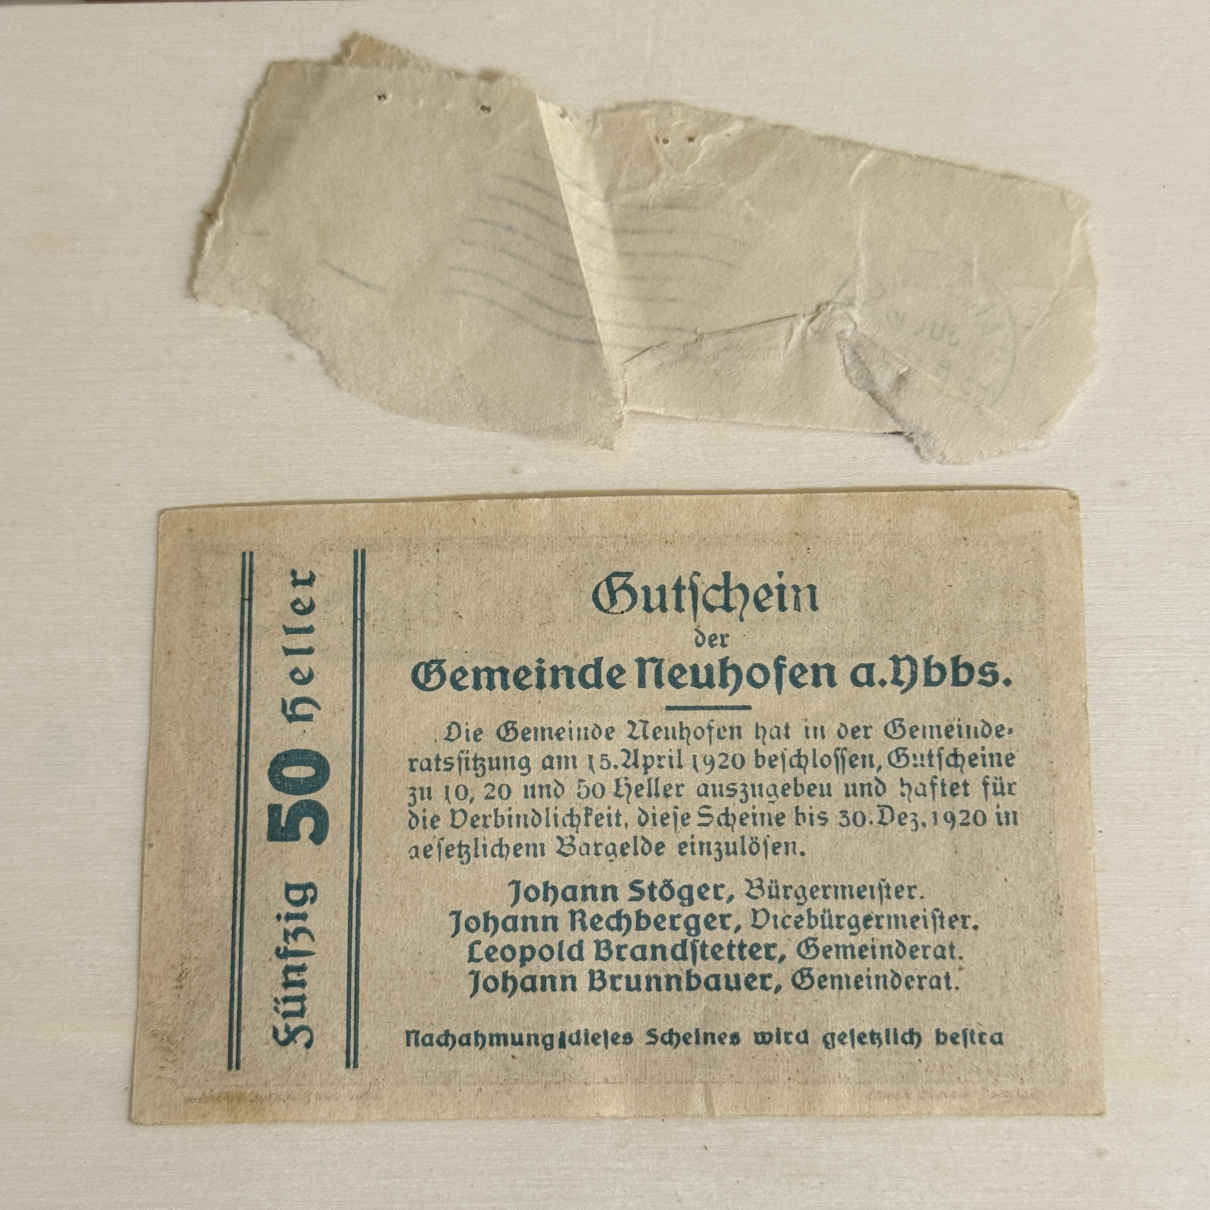 Gutschein
der
Gemeinde Neuhofen a. Ybbs.
Die Gemeinde Neuhofen hat in der Gemeinde-
ratssitzung am 15. April 1920 beschlossen, Gutscheine
zu 10, 20 und 50 Heller auszugeben und haftet für
die Verbindlichkeit, diese Scheine bis 30. Dez. 1920 in
gesetzlichem Bargelde einzulösen.
Johann Stöger, Bürgermeister.
Johann Rechberger, Vicebürgermeister.
Leopold Brandstetter, Gemeinderat.
Johann Brunnbauer, Gemeinderat.
Nachahmung dieses Scheines wird gesetzlich bestra
Fünfzig 50 Heller